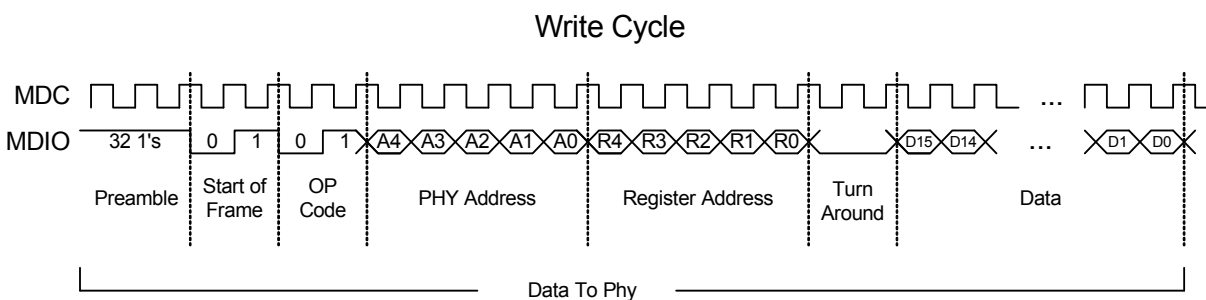 Write Cycle
MDC ...
MDIO 32 1's 0 1 0 1 A4 A3 A2 A1 A0 R4 R3 R2 R1 R0 D15 D14 ... D1 D0
Preamble Start of Frame OP Code PHY Address Register Address Turn Around Data
Data To Phy